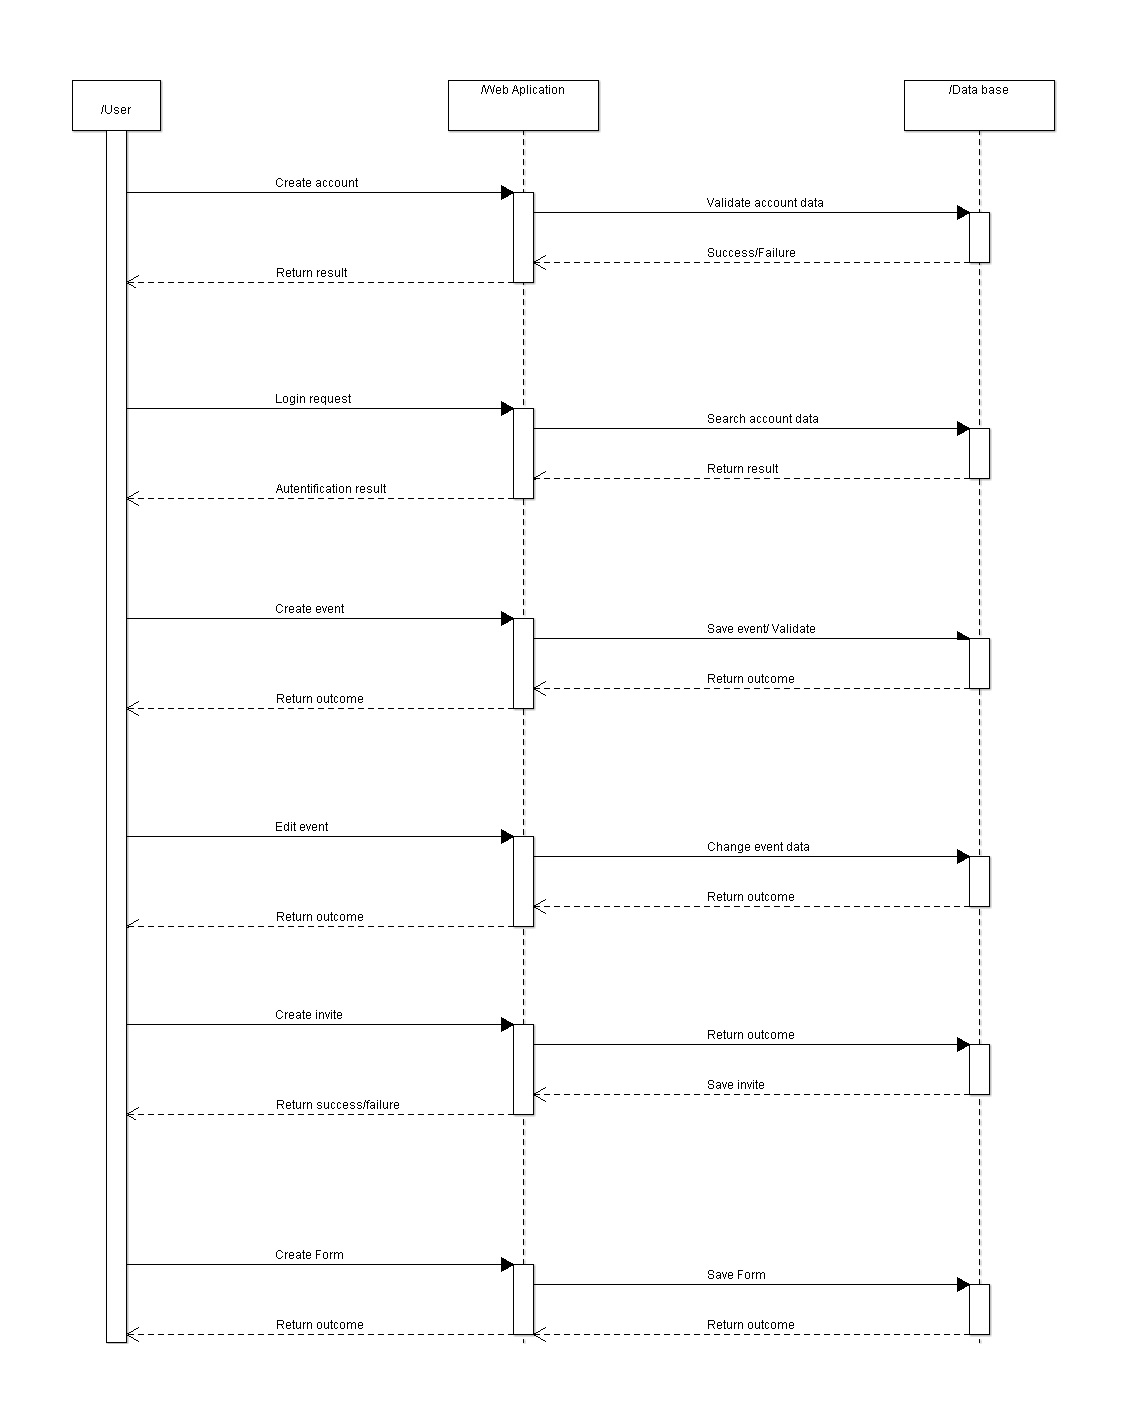 /User
/Web Aplication
/Data base
Create account
Validate account data
Success/Failure
Return result
Login request
Search account data
Return result
Autentification result
Create event
Save event/ Validate
Return outcome
Return outcome
Edit event
Change event data
Return outcome
Return outcome
Create invite
Return outcome
Save invite
Return success/failure
Create Form
Save Form
Return outcome
Return outcome